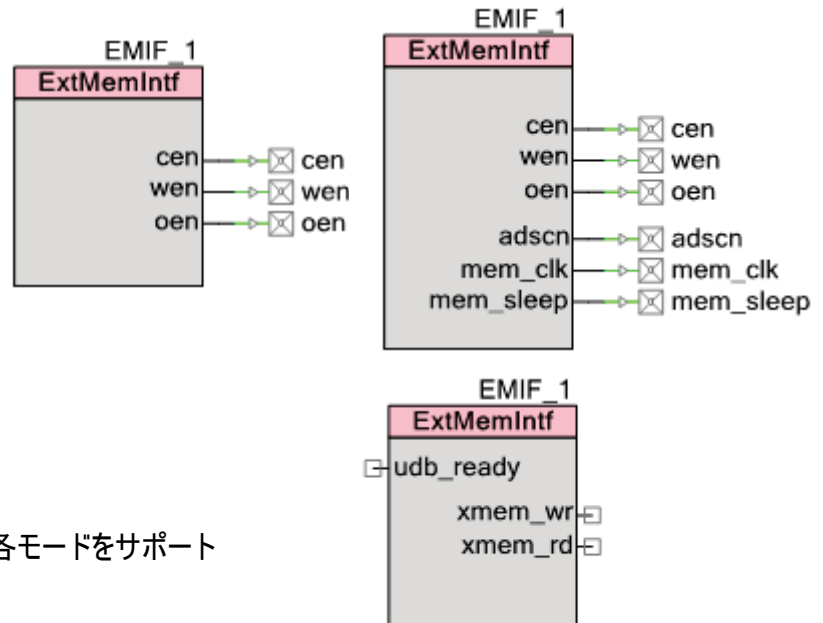 EMIF_1
ExtMemIntf
cen cen
wen wen
oen oen
EMIF_1
ExtMemIntf
cen cen
wen wen
oen oen
adscn adscn
mem_clk mem_clk
mem_sleep mem_sleep
EMIF_1
ExtMemIntf
udb_ready
xmem_wr
xmem_rd
各モードをサポート